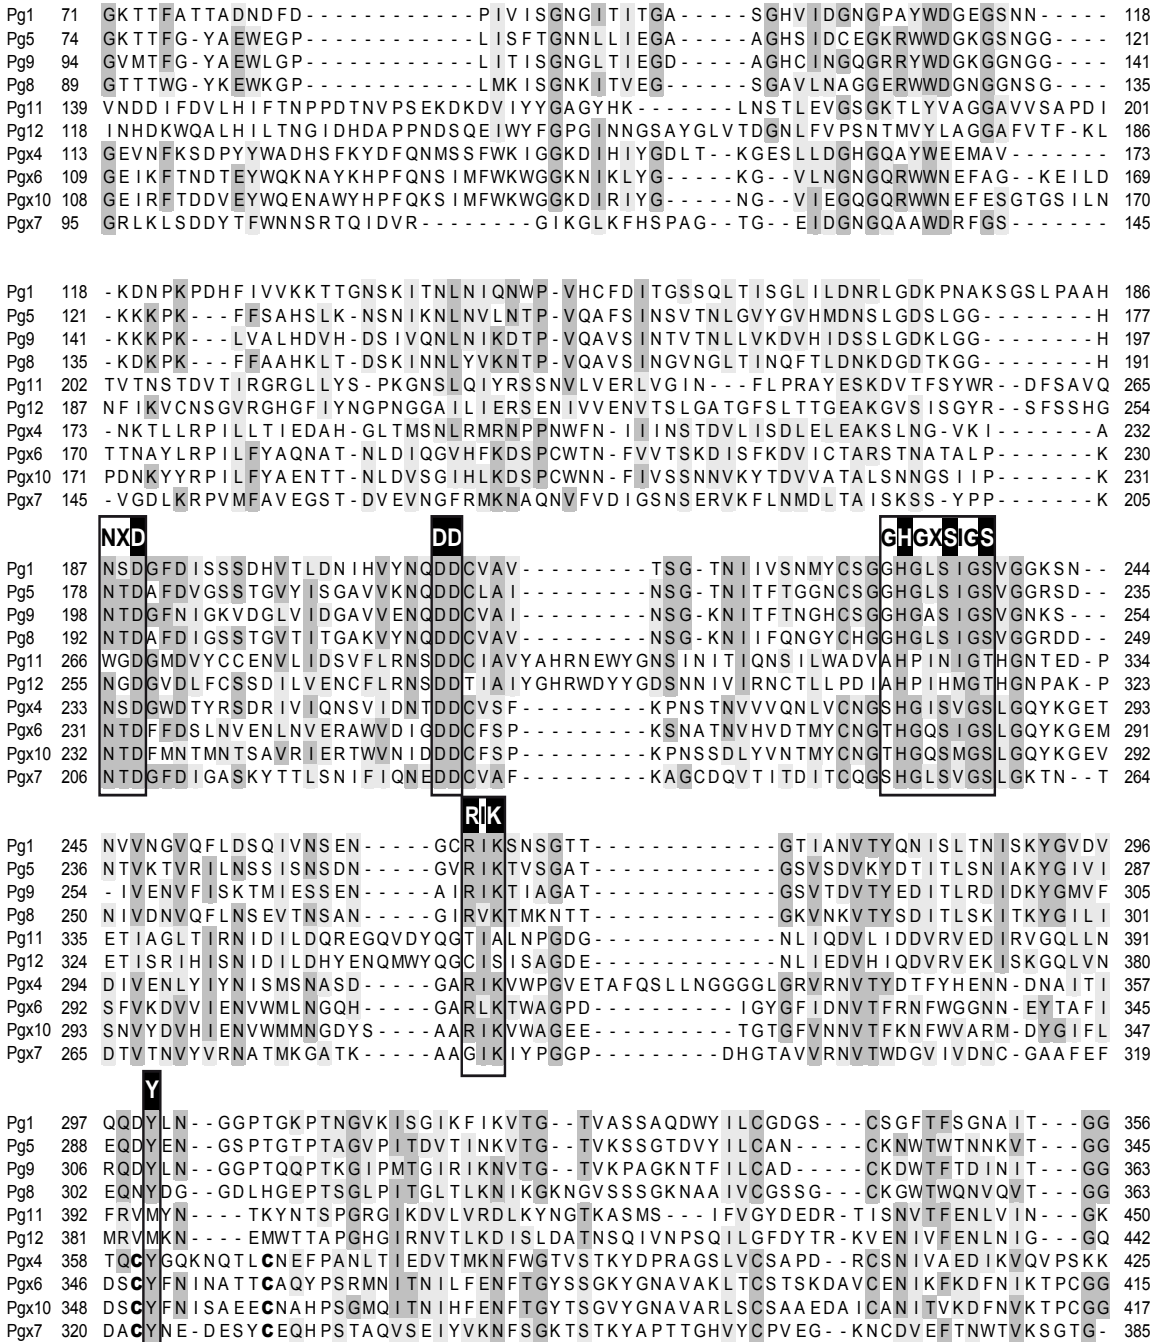 Pg1 71 GKTTFATTADNDFD------------PIVISGNGITITGA-----SGHVIDGNGPAYWDGEGSNN----- 118
Pg5 74 GKTTFG-YAEWEGP------------LISFTGNNLLIEGA-----AGHSIDCEGKRWWDGKGSNGG---- 121
Pg9 94 GVMTFG-YAEWLGP------------LITISGNGLTIEGD-----AGHCINGQGRRYWDGKGGNGG---- 141
Pg8 89 GTTTWG-YKEWKGP------------LMKISGNKITVEG------SGAVLNAGGERWWDGNGGNSG---- 135
Pg11 139 VNDDIFDVLHIFTNPPDTNVPSEKDKDVIYYGAGYHK-------LNSTLEVGSGKTLYVAGGAVVSAPDI 201
Pg12 118 INHDKWQALHILTNGIDHDAPPNDSQEIWYFGPGINNGSAYGLVTDGNLFVPSNTMVYLAGGAFVTF-KL 186
Pgx4 113 GEVNFKSDPYYWADHSFKYDFQNMSSFWKIGGKDIHIYGDLT--KGESLLDGHGQAYWEEMAV------- 173
Pgx6 109 GEIKFTNDTEYWQKNAYKHPFQNSIMFWKWGGKNIKLYG-----KG--VLNGNGQRWWNEFAG--KEILD 169
Pgx10 108 GEIRFTDDVEYWQENAWYHPFQKSIMFWKWGGKDIRIYG-----NG--VIEGQGQRWWNEFESGTGSILN 170
Pgx7 95 GRLKLSDDYTFWNNSRTQIDVR--------GIKGLKFHSPAG--TG--EIDGNGQAAWDRFGS------- 145
Pg1 118 -KDNPKPDHFIVVKKTTGNSKITNLNIQNWP-VHCFDITGSSQLTISGLILDNRLGDKPNAKSGSLPAAH 186
Pg5 121 -KKKPK---FFSAHSLK-NSNIKNLNVLNTP-VQAFSINSVTNLGVYGVHMDNSLGDSLGG--------H 177
Pg9 141 -KKKPK---LVALHDVH-DSIVQNLNIKDTP-VQAVSINTVTNLLVKDVHIDSSLGDKLGG--------H 197
Pg8 135 -KDKPK---FFAAHKLT-DSKINNLYVKNTP-VQAVSINGVNGLTINQFTLDNKDGDTKGG--------H 191
Pg11 202 TVTNSTDVTIRGRGLLYS-PKGNSLQIYRSSNVLVERLVGIN---FLPRAYESKDVTFSYWR--DFSAVQ 265
Pg12 187 NFIKVCNSGVRGHGFIYNGPNGGAILIERSENIVVENVTSLGATGFSLTTGEAKGVSISGYR--SFSSHG 254
Pgx4 173 -NKTLLRPILLTIEDAH-GLTMSNLRMRNPPNWFN-IIINSTDVLISDLELEAKSLNG-VKI-------A 232
Pgx6 170 TTNAYLRPILFYAQNAT-NLDIQGVHFKDSPCWTN-FVVTSKDISFKDVICTARSTNATALP-------K 230
Pgx10 171 PDNKYYRPILFYAENTT-NLDVSGIHLKDSPCWNN-FIVSSNNVKYTDVVATALSNNGSIIP-------K 231
Pgx7 145 -VGDLKRPVMFAVEGST-DVEVNGFRMKNAQNVFVDIGSNSERVKFLNMDLTAISKSS-YPP-------K 205
NXD DD GHGXSIGS
Pg1 187 NSDGFDISSSDHVTLDNIHVYNQDDCVAV---------TSG-TNIIVSNMYCSGGHGLSIGSVGGKSN-- 244
Pg5 178 NTDAFDVGSSTGVYISGAVVKNQDDCLAI---------NSG-TNITFTGGNCSGGHGLSIGSVGGRSD-- 235
Pg9 198 NTDGFNIGKVDGLVIDGAVVENQDDCLAI---------NSG-KNITFTNGHCSGGHGASIGSVGNKS--- 254
Pg8 192 NTDAFDIGSSTGVTITGAKVYNQDDCVAV---------NSG-KNIIFQNGYCHGGHGLSIGSVGGRDD-- 249
Pg11 266 WGDGMDVYCCENVLIDSVFLRNSDDCIAVYAHRNEWYGNSINITIQNSILWADVAHPINIGTHGNTED-P 334
Pg12 255 NGDGVDLFCSSDILVENCFLRNSDDTIAIYGHRWDYYGDSNNIVIRNCTLLPDIAHPIHMGTHGNPAK-P 323
Pgx4 233 NSDGWDTYRSDRIVIQNSVIDNTDDCVSF---------KPNSTNVVVQNLVCNGSHGISVGSLGQYKGET 293
Pgx6 231 NTDFFDSLNVENLNVERAWVDIGDDCFSP---------KSNATNVHVDTMYCNGTHGQSIGSLGQYKGEM 291
Pgx10 232 NTDFMNTMNTSAVRIERTWVNIDDDCFSP---------KPNSSDLYVNTMYCNGTHGQSMGSLGQYKGEV 292
Pgx7 206 NTDGFDIGASKYTTLSNIFIQNEDDCVAF---------KAGCDQVTITDITCQGSHGLSVGSLGKTN--T 264
RIK
Pg1 245 NVVNGVQFLDSQIVNSEN-----GCRIKSNSGTT-----------GTIANVTYQNISLTNISKYGVDV 296
Pg5 236 NTVKTVRILNSSISNSDN-----GVRIKTVSGAT-----------GSVSDVKYDTITLSNIAKYGIVI 287
Pg9 254 -IVENVFISKTMIESSEN-----AIRIKTIAGAT-----------GSVTDVTYEDITLRDIDKYGMVF 305
Pg8 250 NIVDNVQFLNSEVTNSAN-----GIRVKTMKNTT-----------GKVNKVTYSDITLSKITKYGILI 301
Pg11 335 ETIAGLTIRNIDILDQREGQVDYQGTIALNPGDG-----------NLIQDVLIDDVRVEDIRVGQLLN 391
Pg12 324 ETISRIHISNIDILDHYENQMWYQGCISISAGDE-----------NLIEDVHIQDVRVEKISKGQLVN 380
Pgx4 294 DIVENLYIYNISMSNASD-----GARIKVWPGVETAFQSLLNGGGGLGRVRNVTYDTFYHENN-DNAITI 357
Pgx6 292 SFVKDVVIENVWMLNGQH-----GARLKTWAGPD---------IGYGFIDNVTFRNFWGGNN-EYTAFI 345
Pgx10 293 SNVYDVHIENVWMMNGDYS----AARIKVWAGEE---------TGTGFVNNVTFKNFWVARM-DYGIFL 347
Pgx7 265 DTVTNVYVRNATMKGATK-----AAGIKIYPGGP---------DHGTAVVRNVTWDGVIVDNC-GAAFEF 319
Y
Pg1 297 QQDYLN--GGPTGKPTNGVKISGIKFIKVTG--TVASSAQDWYILCGDGS---CSGFTFSGNAIT---GG 356
Pg5 288 EQDYEN--GSPTGTPTAGVPITDVTINKVTG--TVKSSGTDVYILCAN-----CKNWTWTNNKVT---GG 345
Pg9 306 RQDYLN--GGPTQQPTKGIPMTGIRIKNVTG--TVKPAGKNTFILCAD-----CKDWTFTDINIT---GG 363
Pg8 302 EQNYDG--GDLHGEPTSGLPITGLTLKNIKGKNGVSSSGKNAAIVCGSSG---CKGWTWQNVQVT---GG 363
Pg11 392 FRVMYN----TKYNTSPGRGIKDVLVRDLKYNGTKASMS---IFVGYDEDR-TISNVTFENLVIN---GK 450
Pg12 381 MRVMKN----EMWTTAPGHGIRNVTLKDISLDATNSQIVNPSQILGFDYTR-KVENIVFENLNIG---GQ 442
Pgx4 358 TQCYGQKNQTLCNEFPANLTIEDVTMKNFWGTVSTKYDPRAGSLVCSAPD--RCSNIVAEDIKVQVPSKK 425
Pgx6 346 DSCYFNINATTCAQYPSRMNITNILFENFTGYSSGKYGNAVAKLTCSTSKDAVCENIKFKDFNIKTPCGG 415
Pgx10 348 DSCYFNISAEECNAHPSGMQITNIHFENFTGYTSGVYGNAVARLSCSAAEDAICANITVKDFNVKTPCGG 417
Pgx7 320 DACYNE-DESYCEQHPSTAQVSEIYVKNFSGKTSTKYAPTTGHVYCPVEG--KNCDVEFTNWTVKSGTG- 385